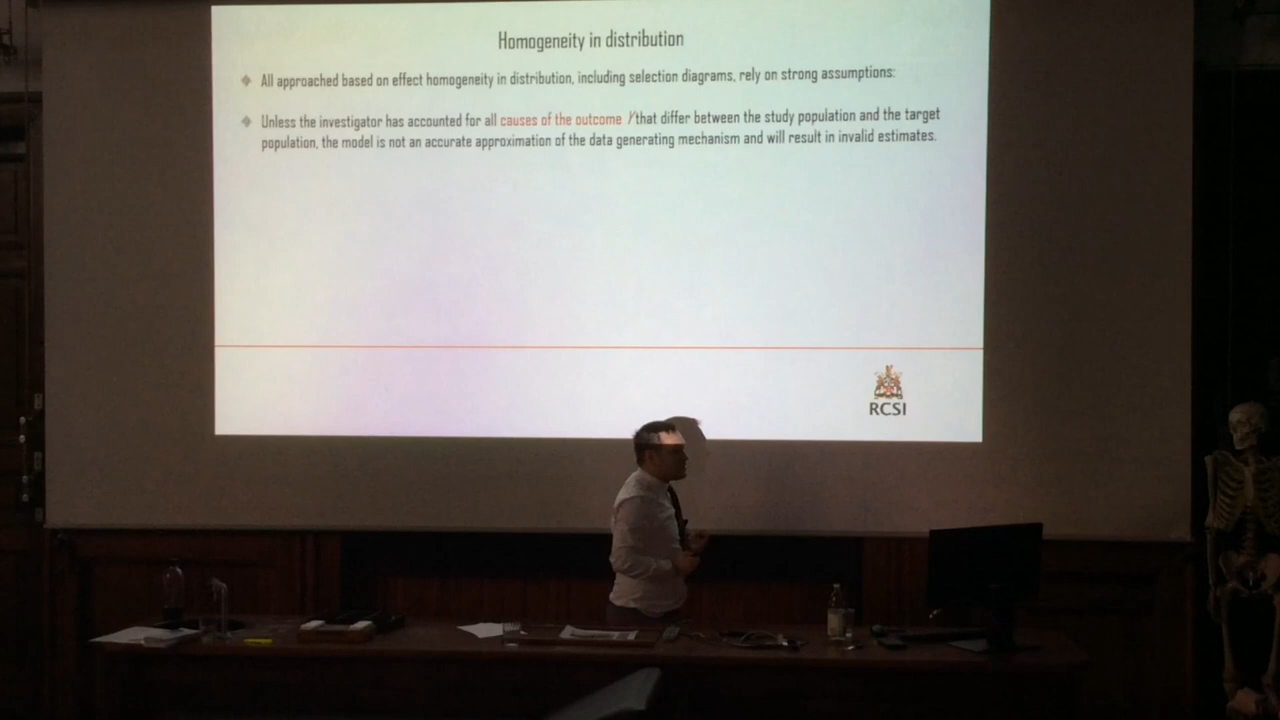 Homogeneity in distribution
All approached based on effect homogeneity in distribution, including selection diagrams, rely on strong assumptions:
Unless the investigator has accounted for all causes of the outcome Y that differ between the study population and the target
population, the model is not an accurate approximation of the data generating mechanism and will result in invalid estimates.
RCSI